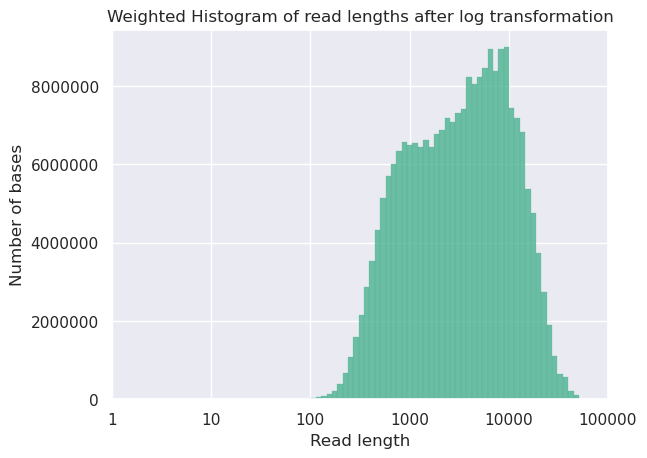 Weighted Histogram of read lengths after log transformation
8000000
6000000
4000000
2000000
0
Number of bases
1 10 100 1000 10000 100000
Read length